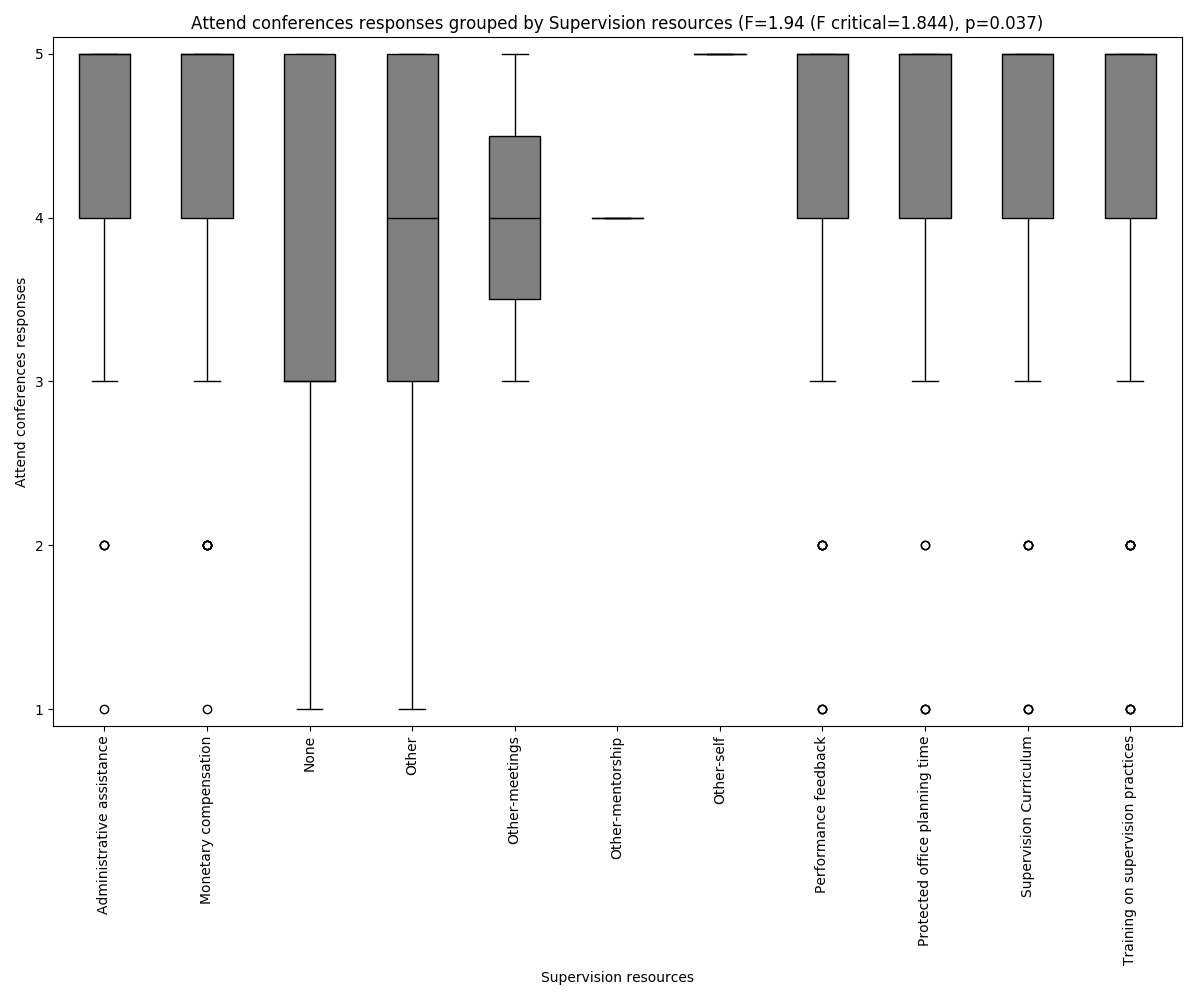 Attend conferences responses grouped by Supervision resources (F=1.94 (F critical=1.844), p=0.037)
Attend conferences responses
5
4
3
2
1
Administrative assistance
Monetary compensation
None
Other
Other-meetings
Other-mentorship
Other-self
Performance feedback
Protected office planning time
Supervision Curriculum
Training on supervision practices
Supervision resources